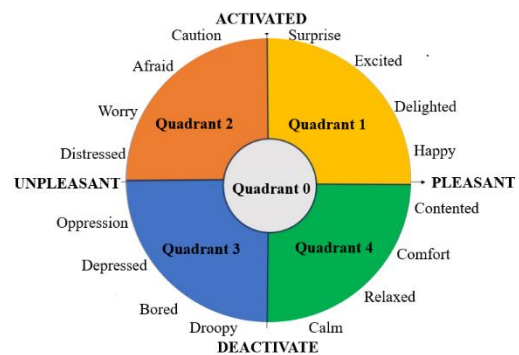 ACTIVATED
Caution
Surprise
Afraid
Excited
Worry
Quadrant 2
Quadrant 1
Delighted
Distressed
Happy
UNPLEASANT
Quadrant 0
PLEASANT
Oppression
Contented
Depressed
Quadrant 3
Quadrant 4
Comfort
Bored
Relaxed
Droopy
Calm
DEACTIVATE